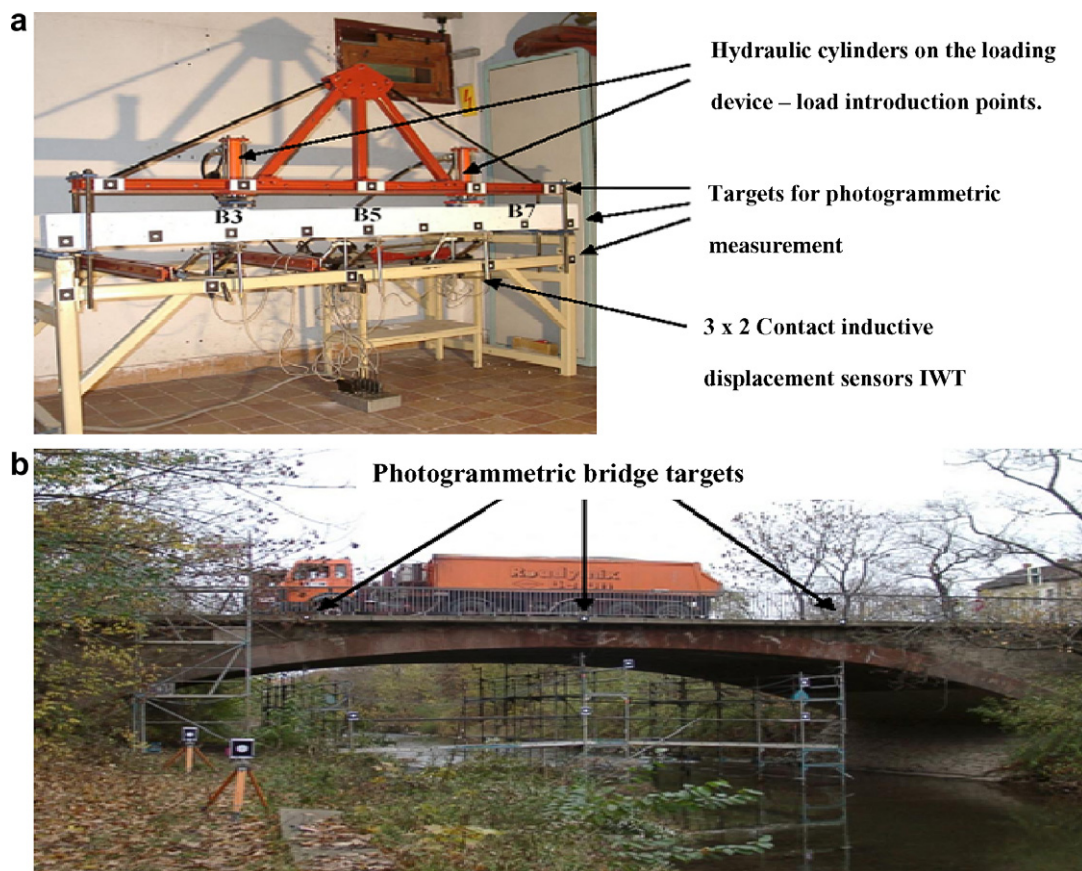 a
Hydraulic cylinders on the loading
device – load introduction points.
B3 B5 B7
Targets for photogrammetric
measurement
3 x 2 Contact inductive
displacement sensors IWT
b
Photogrammetric bridge targets
Readymix